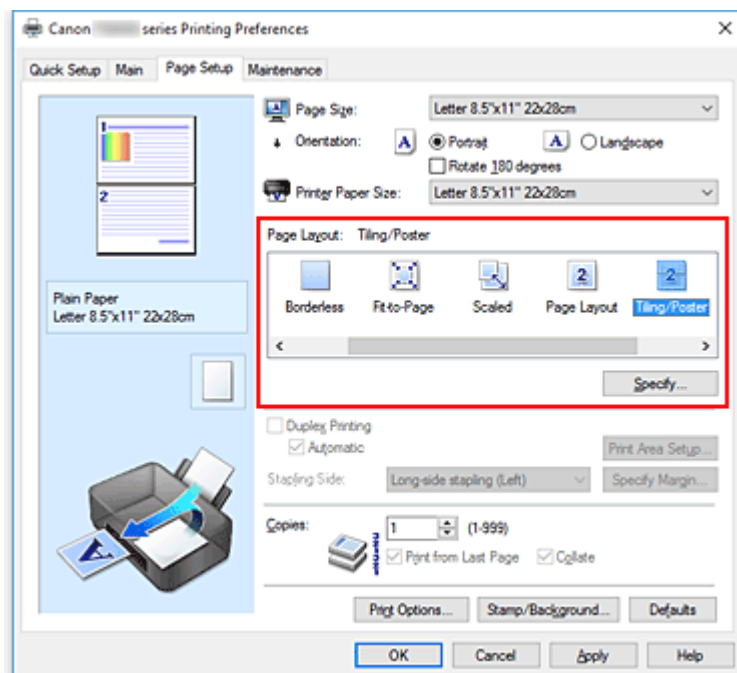 Canon series Printing Preferences
Quick Setup Main Page Setup Maintenance
1
2
Plain Paper
Letter 8.5"x11" 22x28cm
Page Size: Letter 8.5"x11" 22x28cm
Orientation: A Portrait A Landscape
Rotate 180 degrees
Printer Paper Size: Letter 8.5"x11" 22x28cm
Page Layout: Tiling/Poster
2 2
Borderless Fit-to-Page Scaled Page Layout Tiling/Poster
Specify...
Duplex Printing
Automatic Print Area Setup...
Stapling Side: Long-side stapling (Left) Specify Margin...
Copies: 1 (1-999)
Print from Last Page Collate
A
Print Options... Stamp/Background... Defaults
OK Cancel Apply Help